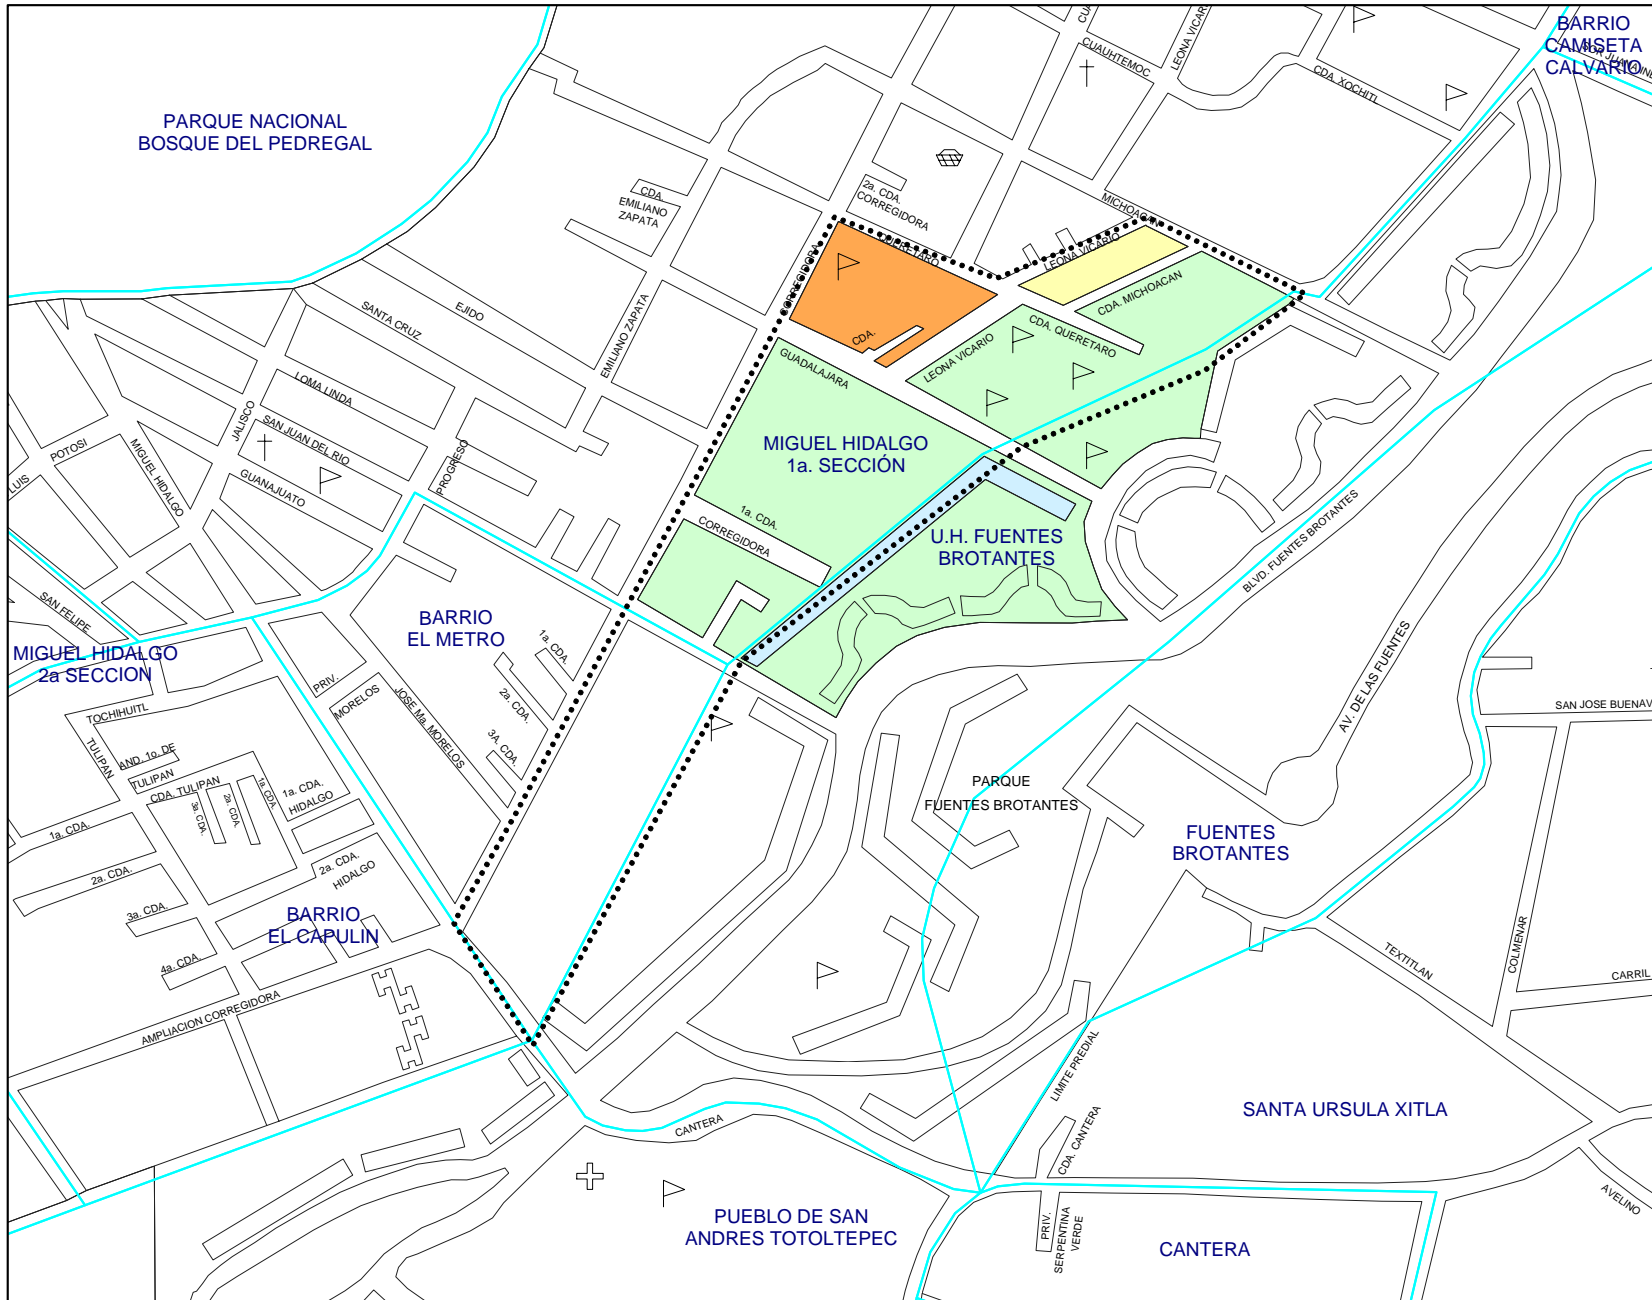 BARRIO
CAMISETA
CALVARIO
LEONA VICARIO
CUAUHTEMOC
CDA. XOCHITL
PARQUE NACIONAL
BOSQUE DEL PEDREGAL
CDA.
EMILIANO
ZAPATA
2a. CDA.
CORREGIDORA
MICHOACAN
QUERETARO
LEONA VICARIO
CORREGIDORA
CDA. MICHOACAN
CDA. QUERETARO
CDA.
LEONA VICARIO
GUADALAJARA
EMILIANO ZAPATA
EJIDO
SANTA CRUZ
LOMA LINDA
SAN JUAN DEL RIO
GUANAJUATO
JALISCO
POTOSI
LUIS
MIGUEL HIDALGO
PROGRESO
MIGUEL HIDALGO
1a. SECCIÓN
1a. CDA.
CORREGIDORA
U.H. FUENTES
BROTANTES
BLVD. FUENTES BROTANTES
AV. DE LAS FUENTES
SAN FELIPE
BARRIO
EL METRO
MIGUEL HIDALGO
2a SECCION
PRIV.
MORELOS
JOSE Ma. MORELOS
1a. CDA.
2a. CDA.
3A. CDA.
TOCHIHUITL
TULIPAN
AND. 1o. DE
TULIPAN
CDA. TULIPAN
3a. CDA.
2a. CDA.
1a. CDA.
1a. CDA.
HIDALGO
1a. CDA.
2a. CDA.
3a. CDA.
4a. CDA.
2a. CDA.
HIDALGO
BARRIO
EL CAPULIN
AMPLIACION CORREGIDORA
PARQUE
FUENTES BROTANTES
FUENTES
BROTANTES
SAN JOSE BUENAV
COLMENAR
TEXTITLAN
CARRIL
LIMITE PREDIAL
CDA. CANTERA
SANTA URSULA XITLA
CANTERA
AVELINO
PRIV.
SERPENTINA
VERDE
PUEBLO DE SAN
ANDRES TOTOLTEPEC
CANTERA